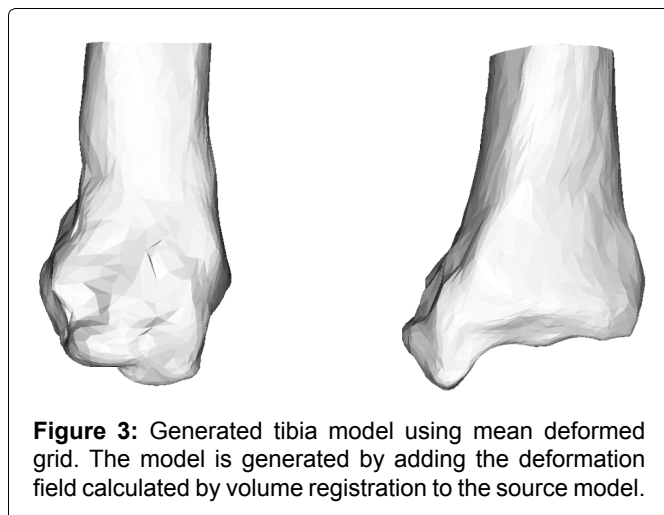 Figure 3: Generated tibia model using mean deformed
grid. The model is generated by adding the deformation
field calculated by volume registration to the source model.